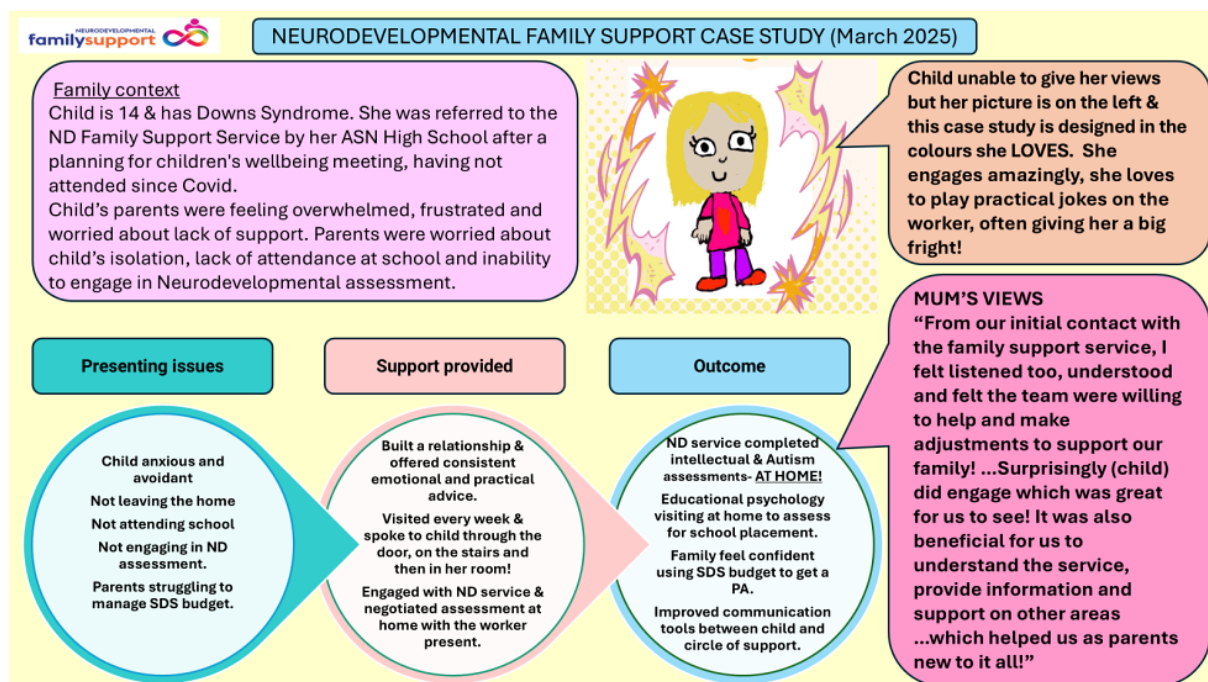 NEURODEVELOPMENTAL
familysupport
NEURODEVELOPMENTAL FAMILY SUPPORT CASE STUDY (March 2025)
Family context
Child is 14 & has Downs Syndrome. She was referred to the
ND Family Support Service by her ASN High School after a
planning for children's wellbeing meeting, having not
attended since Covid.
Child’s parents were feeling overwhelmed, frustrated and
worried about lack of support. Parents were worried about
child’s isolation, lack of attendance at school and inability
to engage in Neurodevelopmental assessment.
Child unable to give her views
but her picture is on the left &
this case study is designed in the
colours she LOVES. She
engages amazingly, she loves
to play practical jokes on the
worker, often giving her a big
fright!
MUM’S VIEWS
“From our initial contact with
the family support service, I
felt listened too, understood
and felt the team were willing
to help and make
adjustments to support our
family! ...Surprisingly (child)
did engage which was great
for us to see! It was also
beneficial for us to
understand the service,
provide information and
support on other areas
...which helped us as parents
new to it all!”
Presenting issues
Child anxious and
avoidant
Not leaving the home
Not attending school
Not engaging in ND
assessment.
Parents struggling to
manage SDS budget.
Support provided
Built a relationship &
offered consistent
emotional and practical
advice.
Visited every week &
spoke to child through the
door, on the stairs and
then in her room!
Engaged with ND service &
negotiated assessment at
home with the worker
present.
Outcome
ND service completed
intellectual & Autism
assessments- AT HOME!
Educational psychology
visiting at home to assess
for school placement.
Family feel confident
using SDS budget to get a
PA.
Improved communication
tools between child and
circle of support.